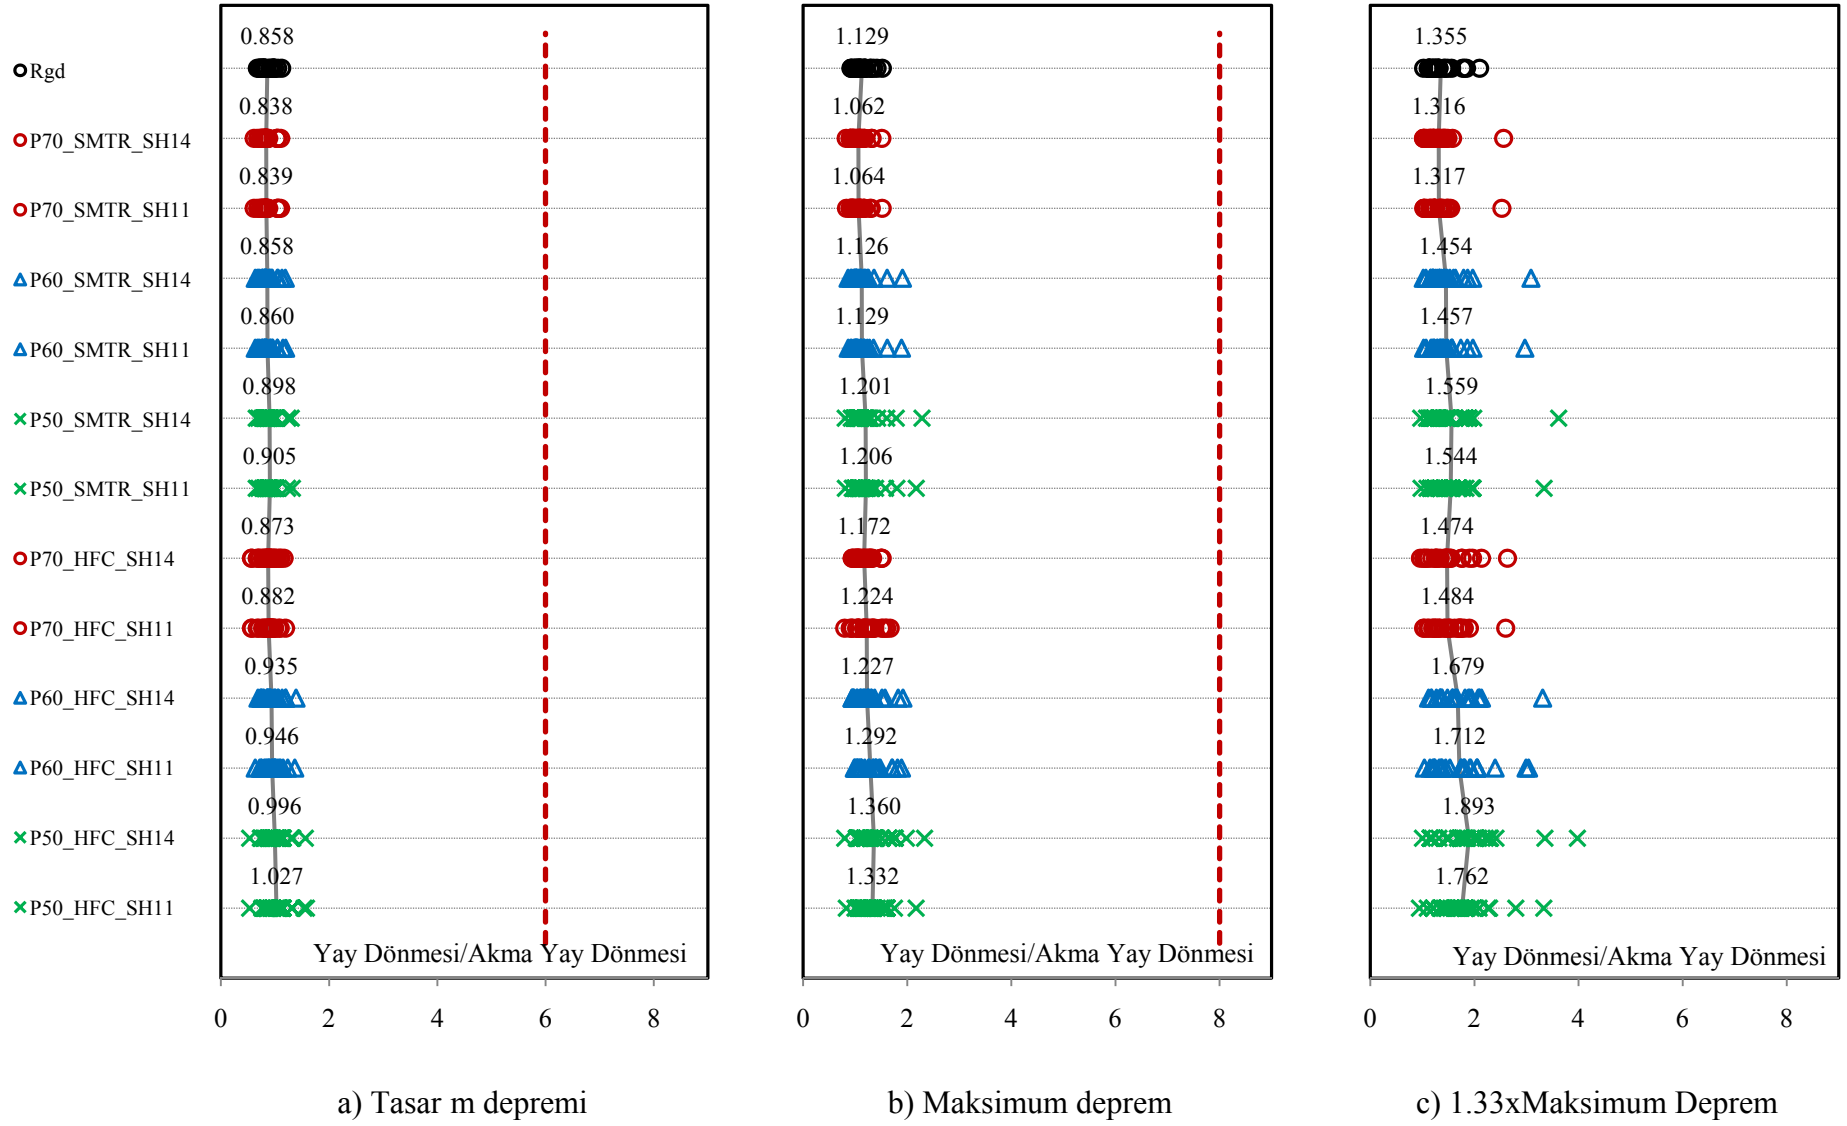 0.858 1.129 1.355
Rgd
0.838 1.062 1.316
P70_SMTR_SH14
0.839 1.064 1.317
P70_SMTR_SH11
0.858 1.126 1.454
P60_SMTR_SH14
0.860 1.129 1.457
P60_SMTR_SH11
0.898 1.201 1.559
P50_SMTR_SH14
0.905 1.206 1.544
P50_SMTR_SH11
0.873 1.172 1.474
P70_HFC_SH14
0.882 1.224 1.484
P70_HFC_SH11
0.935 1.227 1.679
P60_HFC_SH14
0.946 1.292 1.712
P60_HFC_SH11
0.996 1.360 1.893
P50_HFC_SH14
1.027 1.332 1.762
P50_HFC_SH11
Yay Dönmesi/Akma Yay Dönmesi Yay Dönmesi/Akma Yay Dönmesi Yay Dönmesi/Akma Yay Dönmesi
0 2 4 6 8 0 2 4 6 8 0 2 4 6 8
a) Tasar m depremi b) Maksimum deprem c) 1.33xMaksimum Deprem